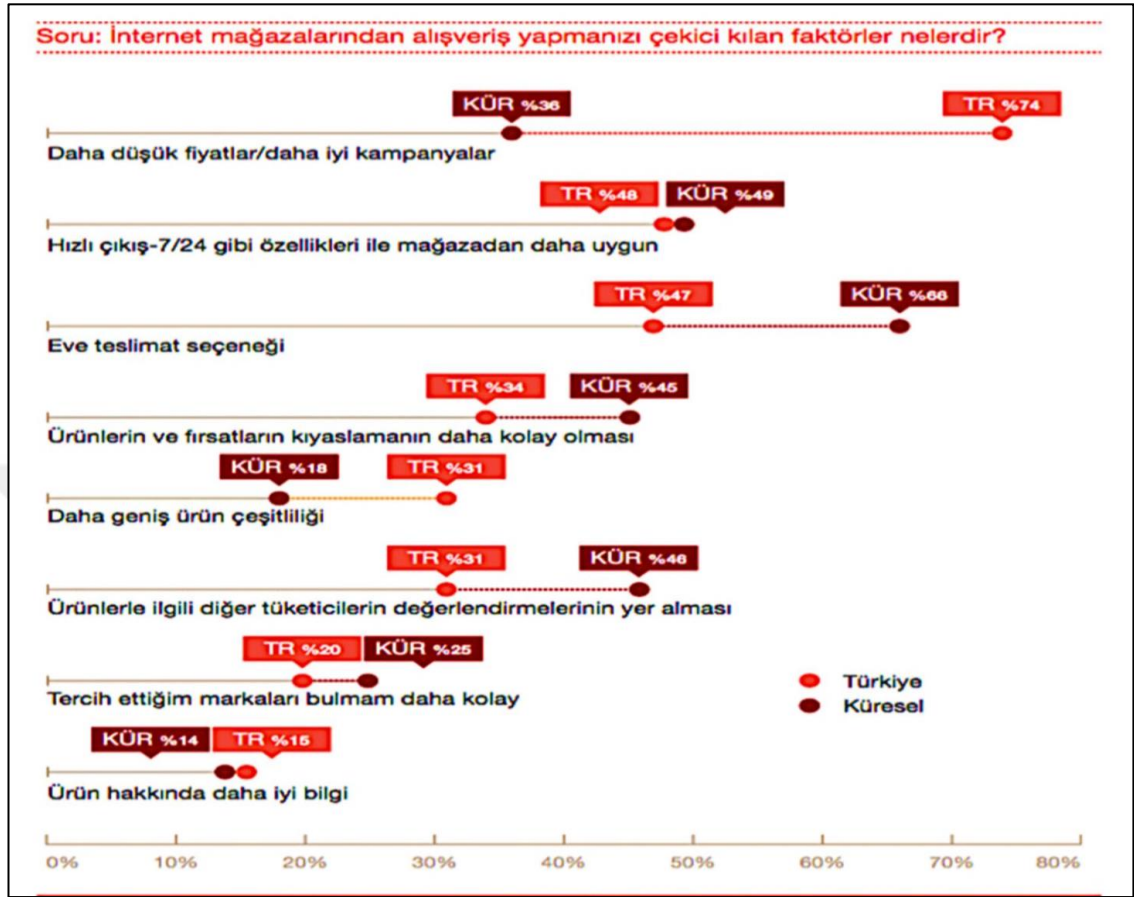 Soru: İnternet mağazalarından alışveriş yapmanızı çekici kılan faktörler nelerdir?
KÜR %36 TR %74
Daha düşük fiyatlar/daha iyi kampanyalar
TR %48 KÜR %49
Hızlı çıkış-7/24 gibi özellikleri ile mağazadan daha uygun
TR %47 KÜR %66
Eve teslimat seçeneği
TR %34 KÜR %45
Ürünlerin ve fırsatların kıyaslamanın daha kolay olması
KÜR %18 TR %31
Daha geniş ürün çeşitliliği
TR %31 KÜR %46
Ürünlerle ilgili diğer tüketicilerin değerlendirmelerinin yer alması
TR %20 KÜR %25
Tercih ettiğim markaları bulmam daha kolay
Türkiye
Küresel
KÜR %14 TR %15
Ürün hakkında daha iyi bilgi
0% 10% 20% 30% 40% 50% 60% 70% 80%